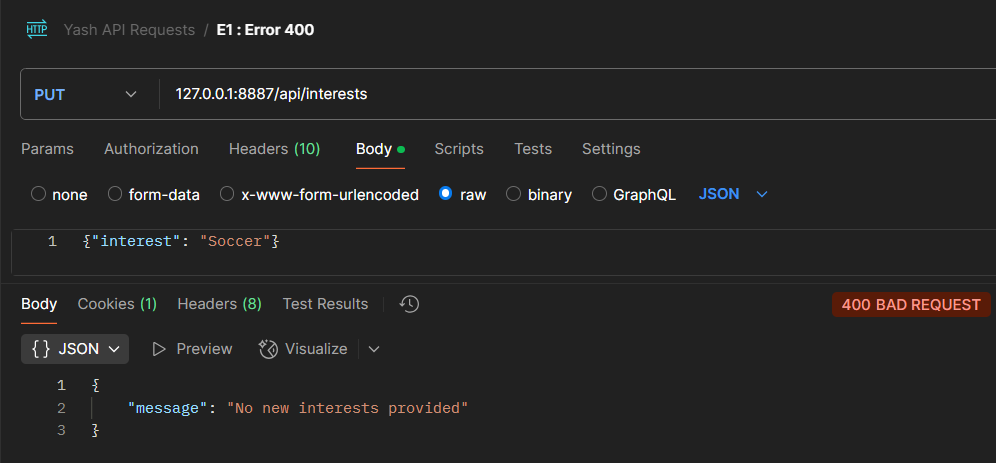 HTTP Yash API Requests / E1 : Error 400
PUT 127.0.0.1:8887/api/interests
Params Authorization Headers (10) Body Scripts Tests Settings
none form-data x-www-form-urlencoded raw binary GraphQL JSON
1 {"interest": "Soccer"}
Body Cookies (1) Headers (8) Test Results 400 BAD REQUEST
{} JSON Preview Visualize
1 {
2 "message": "No new interests provided"
3 }